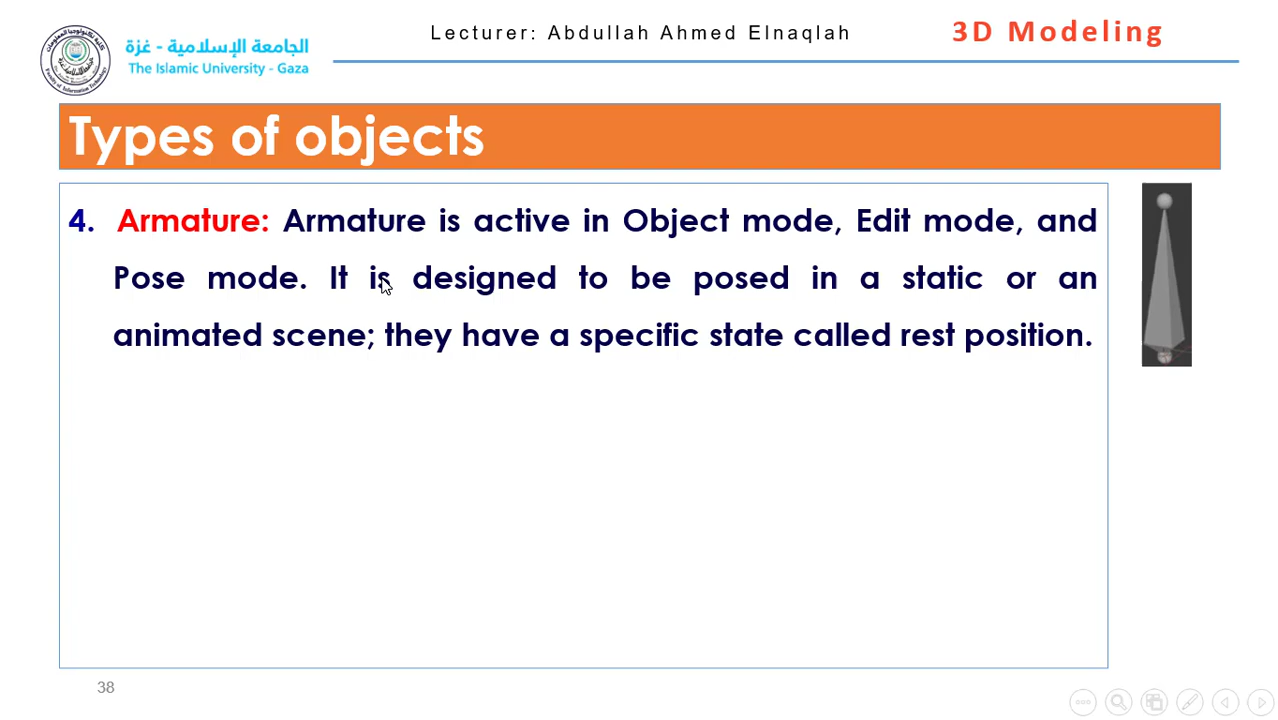 الجامعة الإسلامية - غزة
The Islamic University - Gaza
Lecturer: Abdullah Ahmed Elnaqlah
3D Modeling
Types of objects
4. Armature: Armature is active in Object mode, Edit mode, and
Pose mode. It is designed to be posed in a static or an
animated scene; they have a specific state called rest position.
38